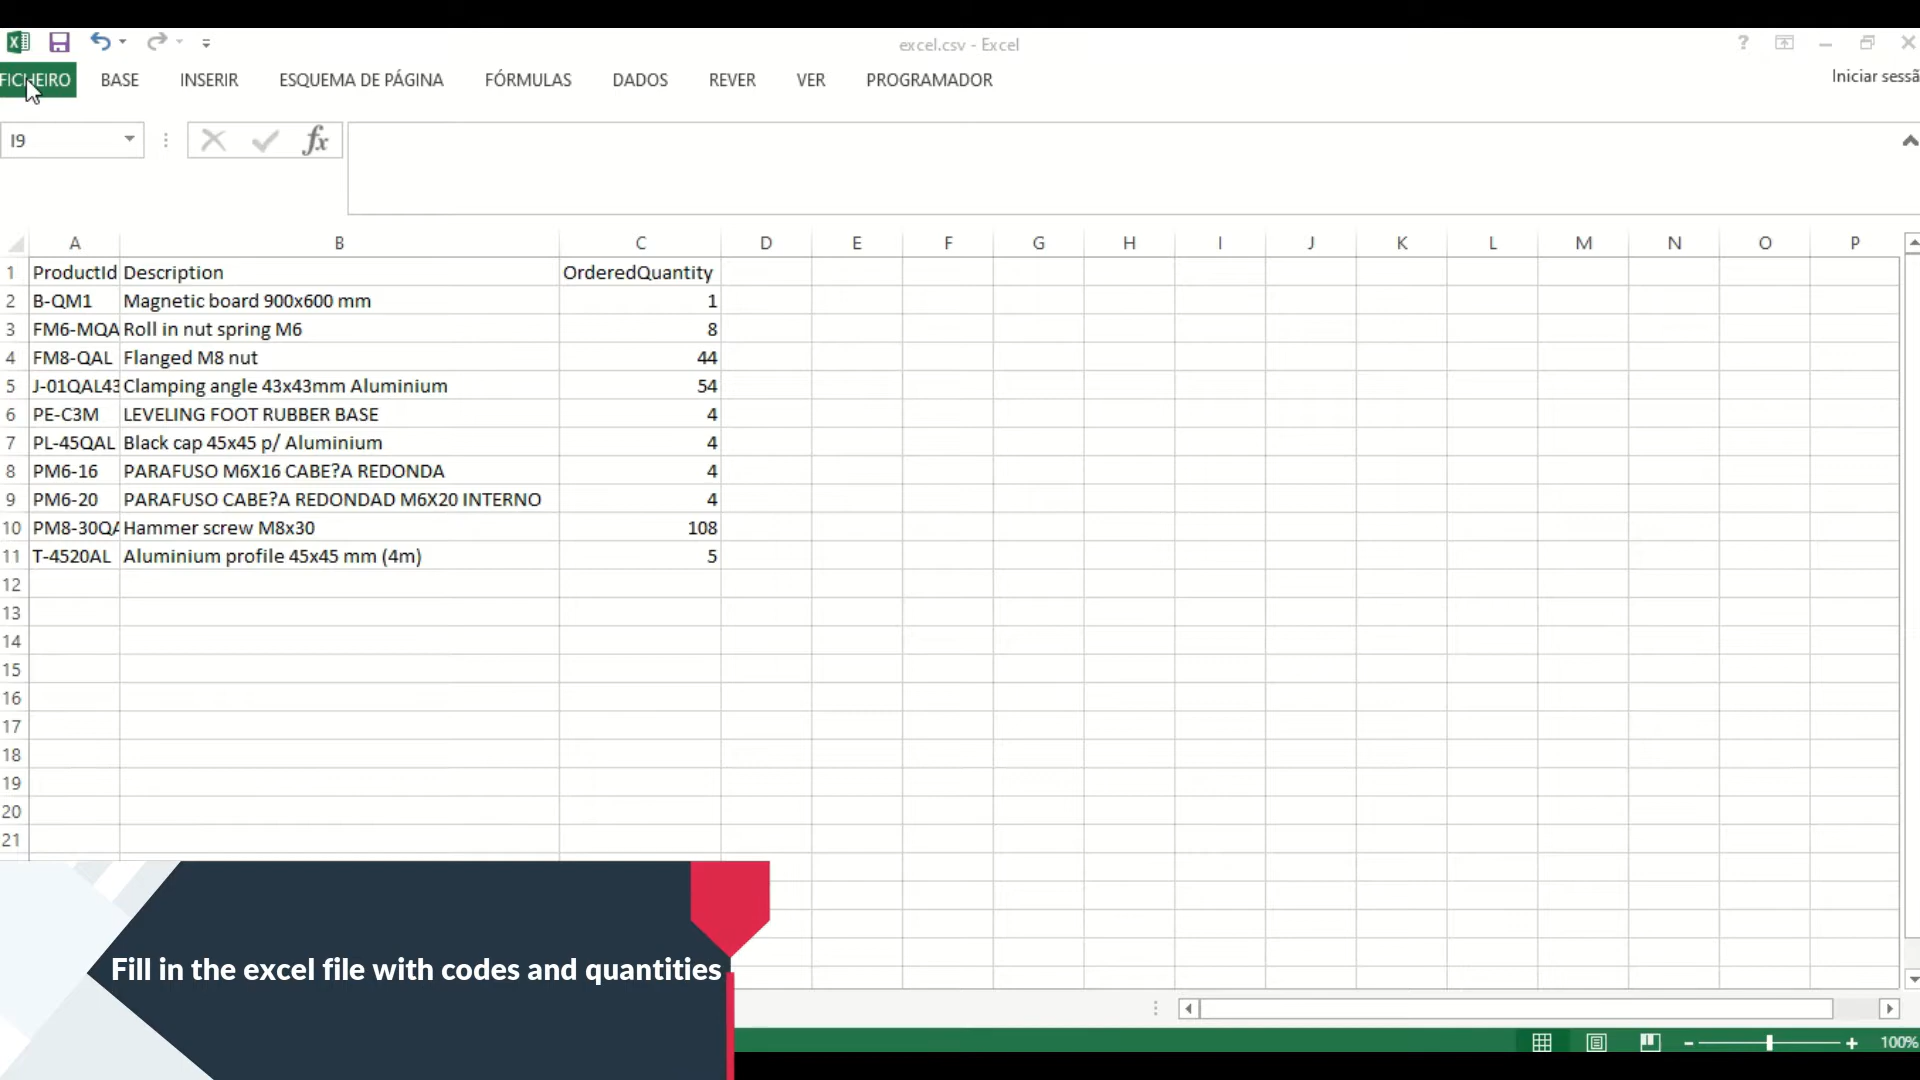 excel.csv - Excel
?
FICHEIRO BASE INSERIR ESQUEMA DE PÁGINA FÓRMULAS DADOS REVER VER PROGRAMADOR Iniciar sessã
I9 fx
A B C D E F G H I J K L M N O P
1 ProductId Description OrderedQuantity
2 B-QM1 Magnetic board 900x600 mm 1
3 FM6-MQA Roll in nut spring M6 8
4 FM8-QAL Flanged M8 nut 44
5 J-01QAL43 Clamping angle 43x43mm Aluminium 54
6 PE-C3M LEVELING FOOT RUBBER BASE 4
7 PL-45QAL Black cap 45x45 p/ Aluminium 4
8 PM6-16 PARAFUSO M6X16 CABE?A REDONDA 4
9 PM6-20 PARAFUSO CABE?A REDONDAD M6X20 INTERNO 4
10 PM8-30QA Hammer screw M8x30 108
11 T-4520AL Aluminium profile 45x45 mm (4m) 5
12
13
14
15
16
17
18
19
20
21
Fill in the excel file with codes and quantities
100%